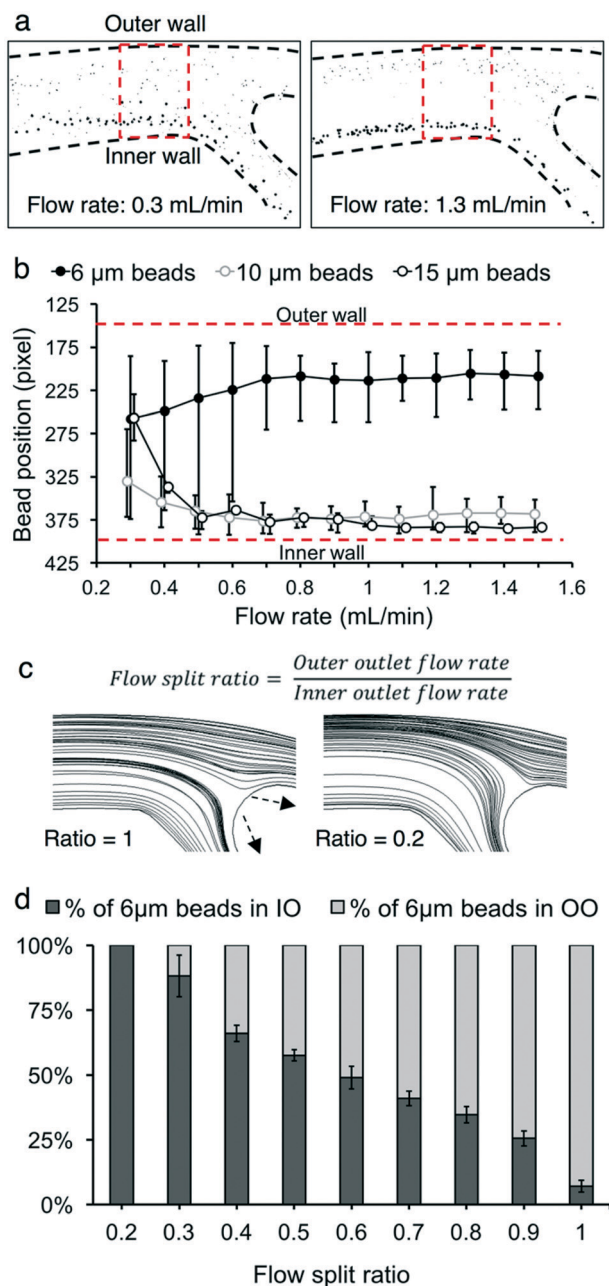 a
Outer wall
Inner wall
Flow rate: 0.3 mL/min
Flow rate: 1.3 mL/min
b
6 µm beads 10 µm beads 15 µm beads
125
175
225
275
325
375
425
Bead position (pixel)
Outer wall
Inner wall
0.2 0.4 0.6 0.8 1 1.2 1.4 1.6
Flow rate (mL/min)
c
Flow split ratio = Outer outlet flow rate
Inner outlet flow rate
Ratio = 1
Ratio = 0.2
d
% of 6µm beads in IO % of 6µm beads in OO
100%
75%
50%
25%
0%
0.2 0.3 0.4 0.5 0.6 0.7 0.8 0.9 1
Flow split ratio